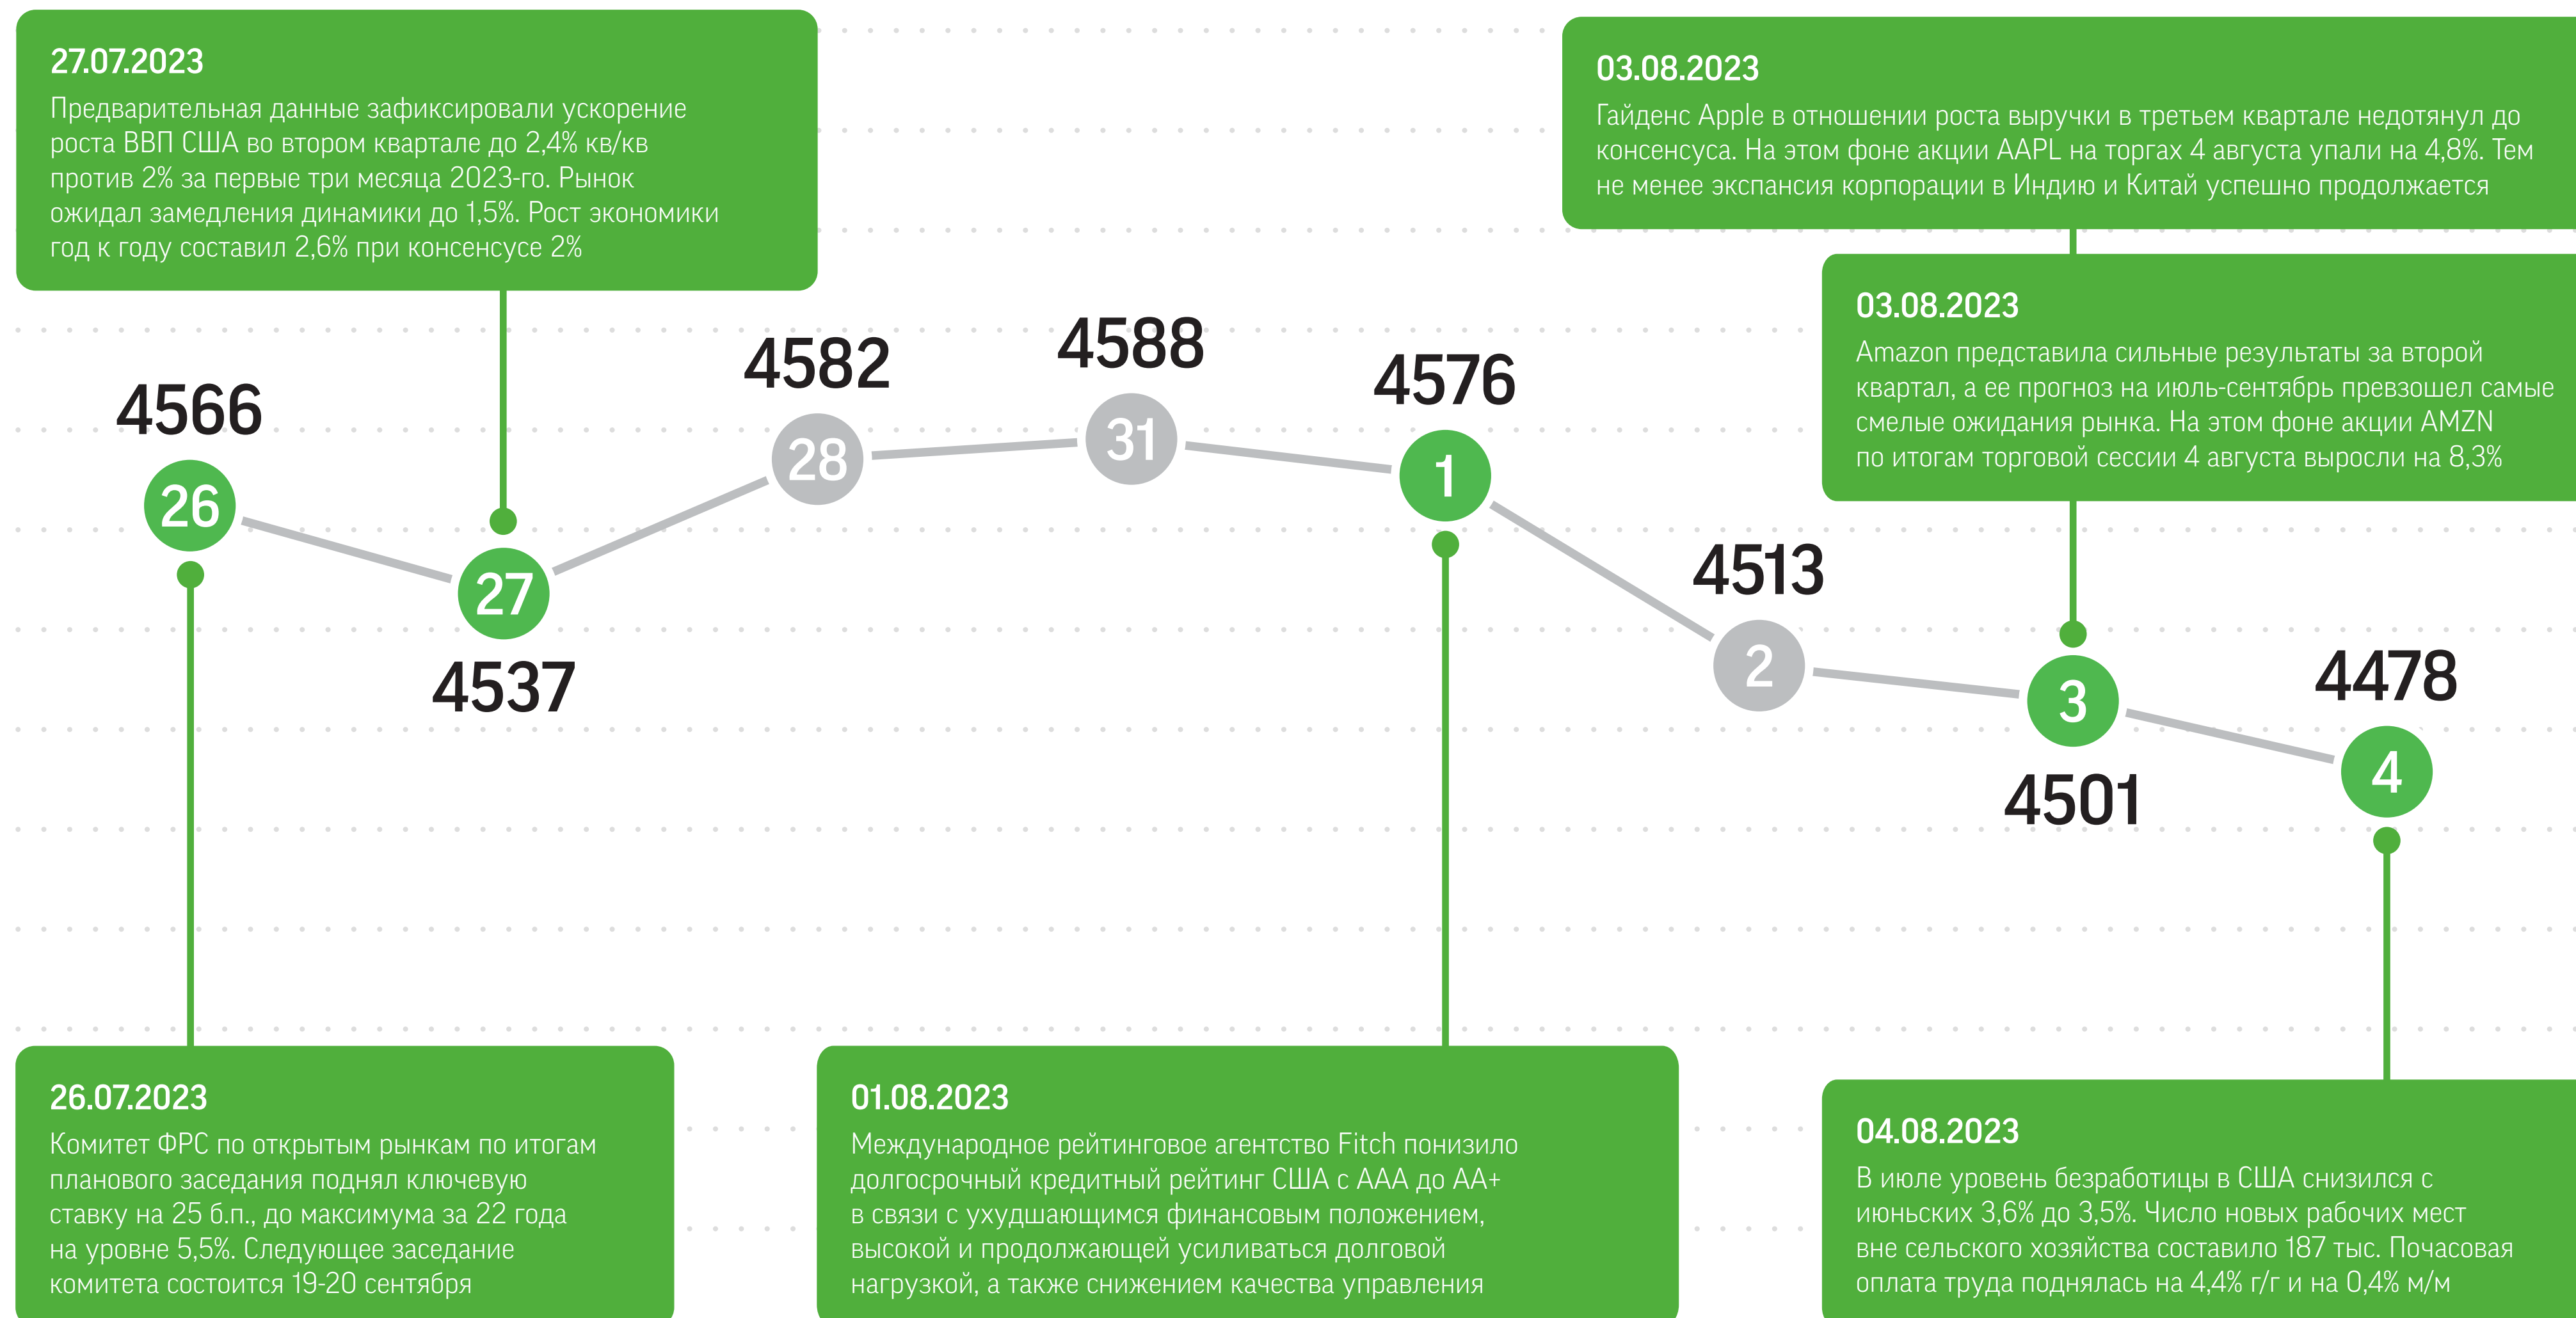 27.07.2023
Предварительная данные зафиксировали ускорение
роста ВВП США во втором квартале до 2,4% кв/кв
против 2% за первые три месяца 2023-го. Рынок
ожидал замедления динамики до 1,5%. Рост экономики
год к году составил 2,6% при консенсусе 2%
03.08.2023
Гайденс Apple в отношении роста выручки в третьем квартале недотянул до
консенсуса. На этом фоне акции AAPL на торгах 4 августа упали на 4,8%. Тем
не менее экспансия корпорации в Индию и Китай успешно продолжается
03.08.2023
Amazon представила сильные результаты за второй
квартал, а ее прогноз на июль-сентябрь превзошел самые
смелые ожидания рынка. На этом фоне акции AMZN
по итогам торговой сессии 4 августа выросли на 8,3%
4566
26
27
4537
4582
28
4588
31
4576
1
4513
2
3
4501
4478
4
26.07.2023
Комитет ФРС по открытым рынкам по итогам
планового заседания поднял ключевую
ставку на 25 б.п., до максимума за 22 года
на уровне 5,5%. Следующее заседание
комитета состоится 19-20 сентября
01.08.2023
Международное рейтинговое агентство Fitch понизило
долгосрочный кредитный рейтинг США с ААА до АА+
в связи с ухудшающимся финансовым положением,
высокой и продолжающей усиливаться долговой
нагрузкой, а также снижением качества управления
04.08.2023
В июле уровень безработицы в США снизился с
июньских 3,6% до 3,5%. Число новых рабочих мест
вне сельского хозяйства составило 187 тыс. Почасовая
оплата труда поднялась на 4,4% г/г и на 0,4% м/м